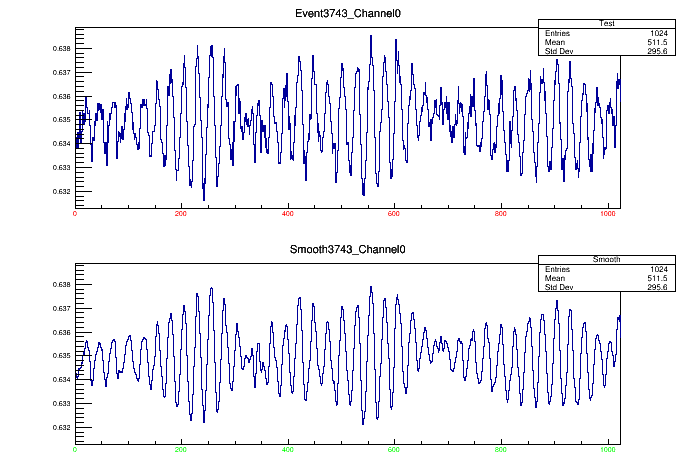 Event3743_Channel0
Test
Entries 1024
Mean 511.5
Std Dev 295.6
0.638
0.637
0.636
0.635
0.634
0.633
0.632
0 200 400 600 800 1000
Smooth3743_Channel0
Smooth
Entries 1024
Mean 511.5
Std Dev 295.6
0.638
0.637
0.636
0.635
0.634
0.633
0.632
0 200 400 600 800 1000